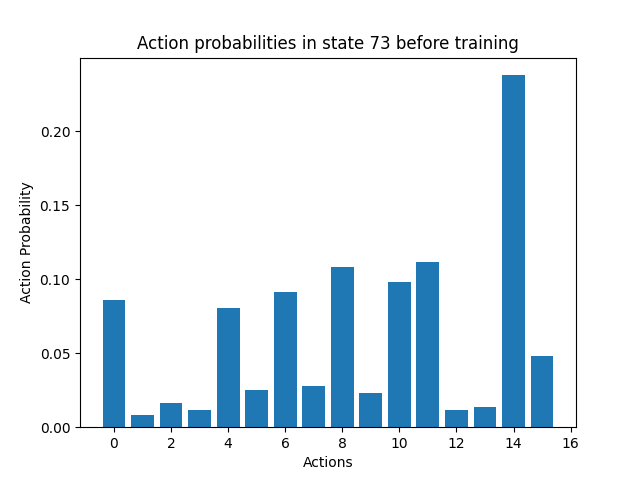 Action probabilities in state 73 before training
0.20
0.15
0.10
0.05
0.00
Action Probability
0 2 4 6 8 10 12 14 16
Actions